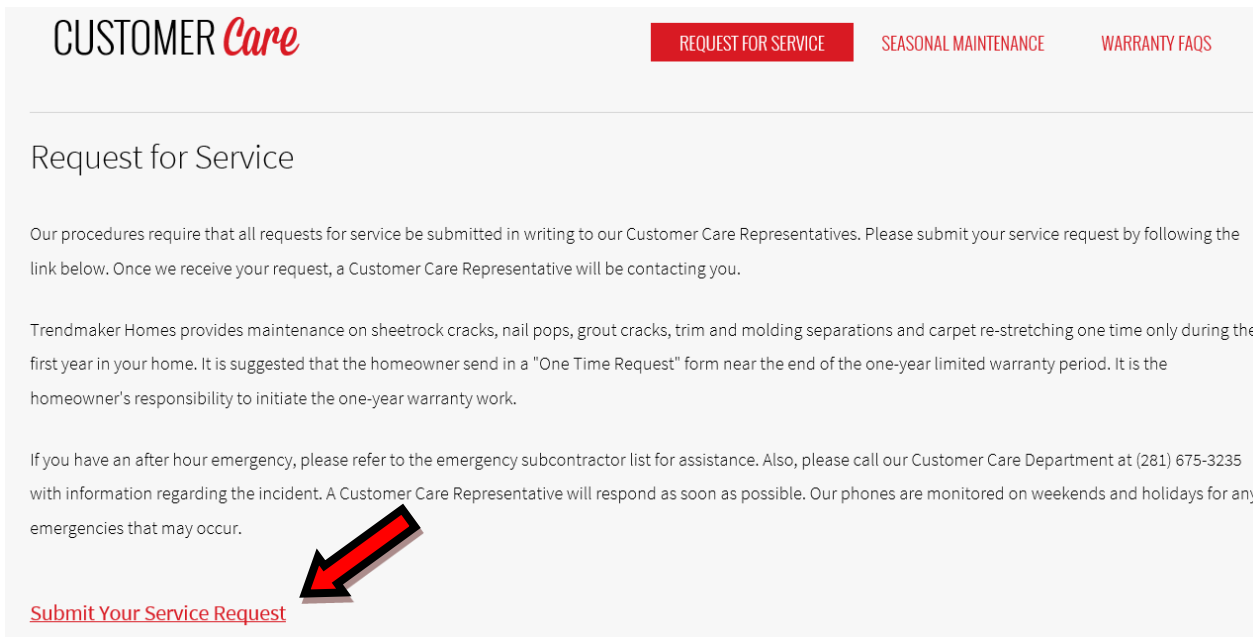 CUSTOMER Care
REQUEST FOR SERVICE
SEASONAL MAINTENANCE
WARRANTY FAQS
Request for Service
Our procedures require that all requests for service be submitted in writing to our Customer Care Representatives. Please submit your service request by following the
link below. Once we receive your request, a Customer Care Representative will be contacting you.
Trendmaker Homes provides maintenance on sheetrock cracks, nail pops, grout cracks, trim and molding separations and carpet re-stretching one time only during the
first year in your home. It is suggested that the homeowner send in a "One Time Request" form near the end of the one-year limited warranty period. It is the
homeowner's responsibility to initiate the one-year warranty work.
If you have an after hour emergency, please refer to the emergency subcontractor list for assistance. Also, please call our Customer Care Department at (281) 675-3235
with information regarding the incident. A Customer Care Representative will respond as soon as possible. Our phones are monitored on weekends and holidays for any
emergencies that may occur.
Submit Your Service Request